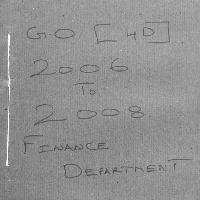 G.O [HD]
2006
To
2008
FINANCE
DEPARTMENT